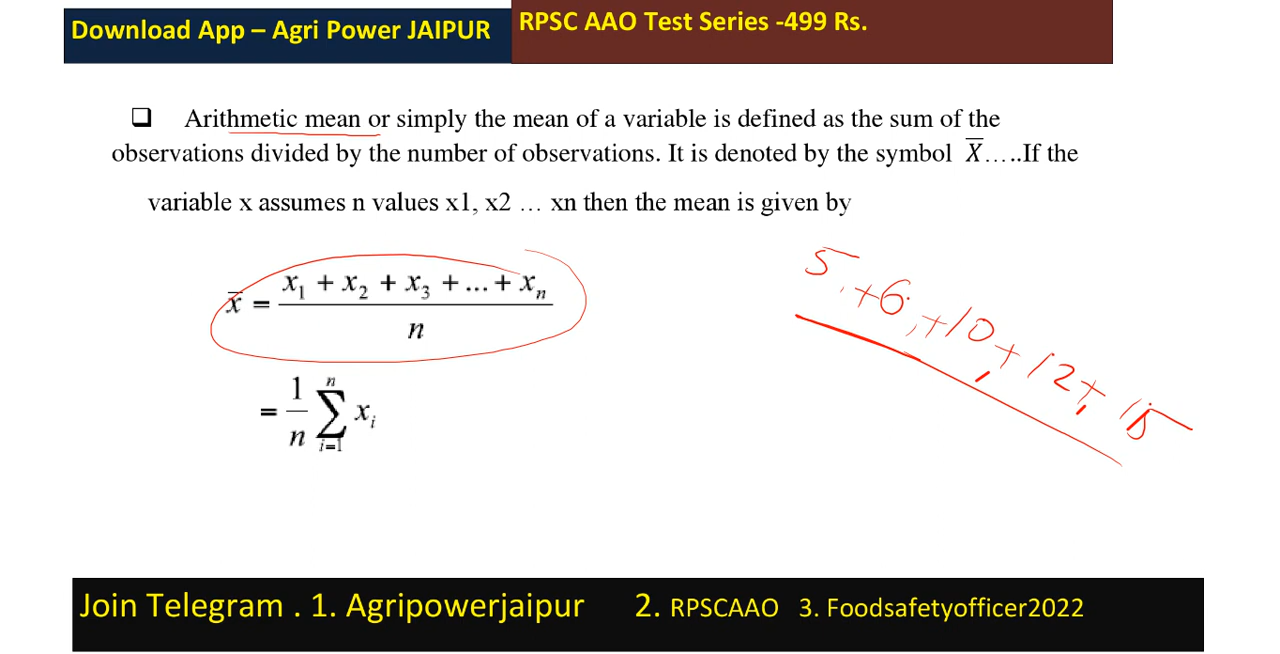 Download App – Agri Power JAIPUR
RPSC AAO Test Series -499 Rs.
❑ Arithmetic mean or simply the mean of a variable is defined as the sum of the
observations divided by the number of observations. It is denoted by the symbol X̅…..If the
variable x assumes n values x1, x2 … xn then the mean is given by
x̅ = (x₁ + x₂ + x₃ + ... + xₙ) / n
= 1/n ∑ᵢ₌₁ⁿ xᵢ
5, +6, +10, + 12, + 15
Join Telegram . 1. Agripowerjaipur 2. RPSCAAO 3. Foodsafetyofficer2022